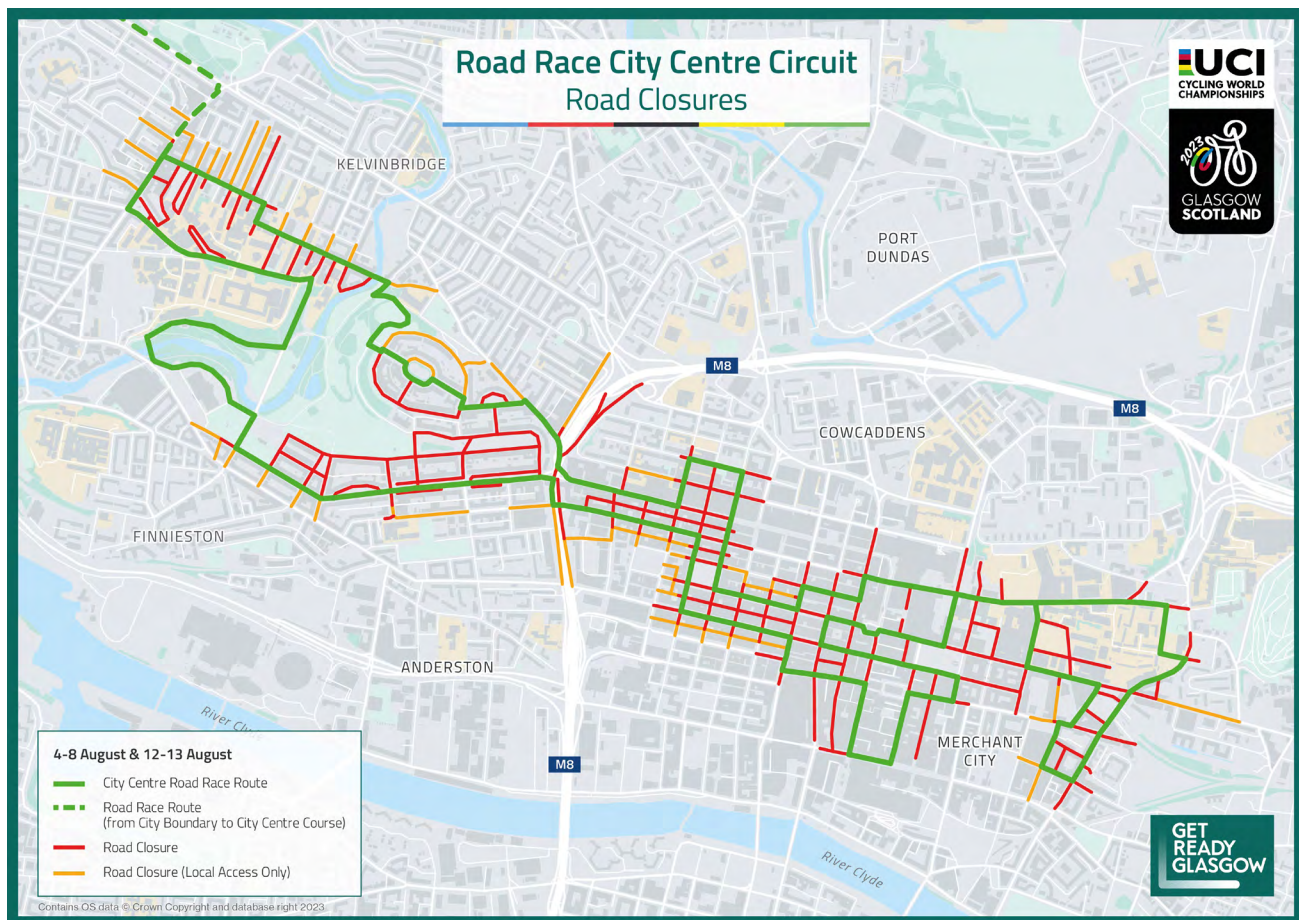 Road Race City Centre Circuit
Road Closures
UCI
CYCLING WORLD
CHAMPIONSHIPS
2023
GLASGOW
SCOTLAND
KELVINBRIDGE
PORT
DUNDAS
M8
M8
COWCADDENS
FINNIESTON
ANDERSTON
River Clyde
MERCHANT
CITY
M8
River Clyde
4-8 August & 12-13 August
City Centre Road Race Route
Road Race Route
(from City Boundary to City Centre Course)
Road Closure
Road Closure (Local Access Only)
GET
READY
GLASGOW
Contains OS data © Crown Copyright and database right 2023.